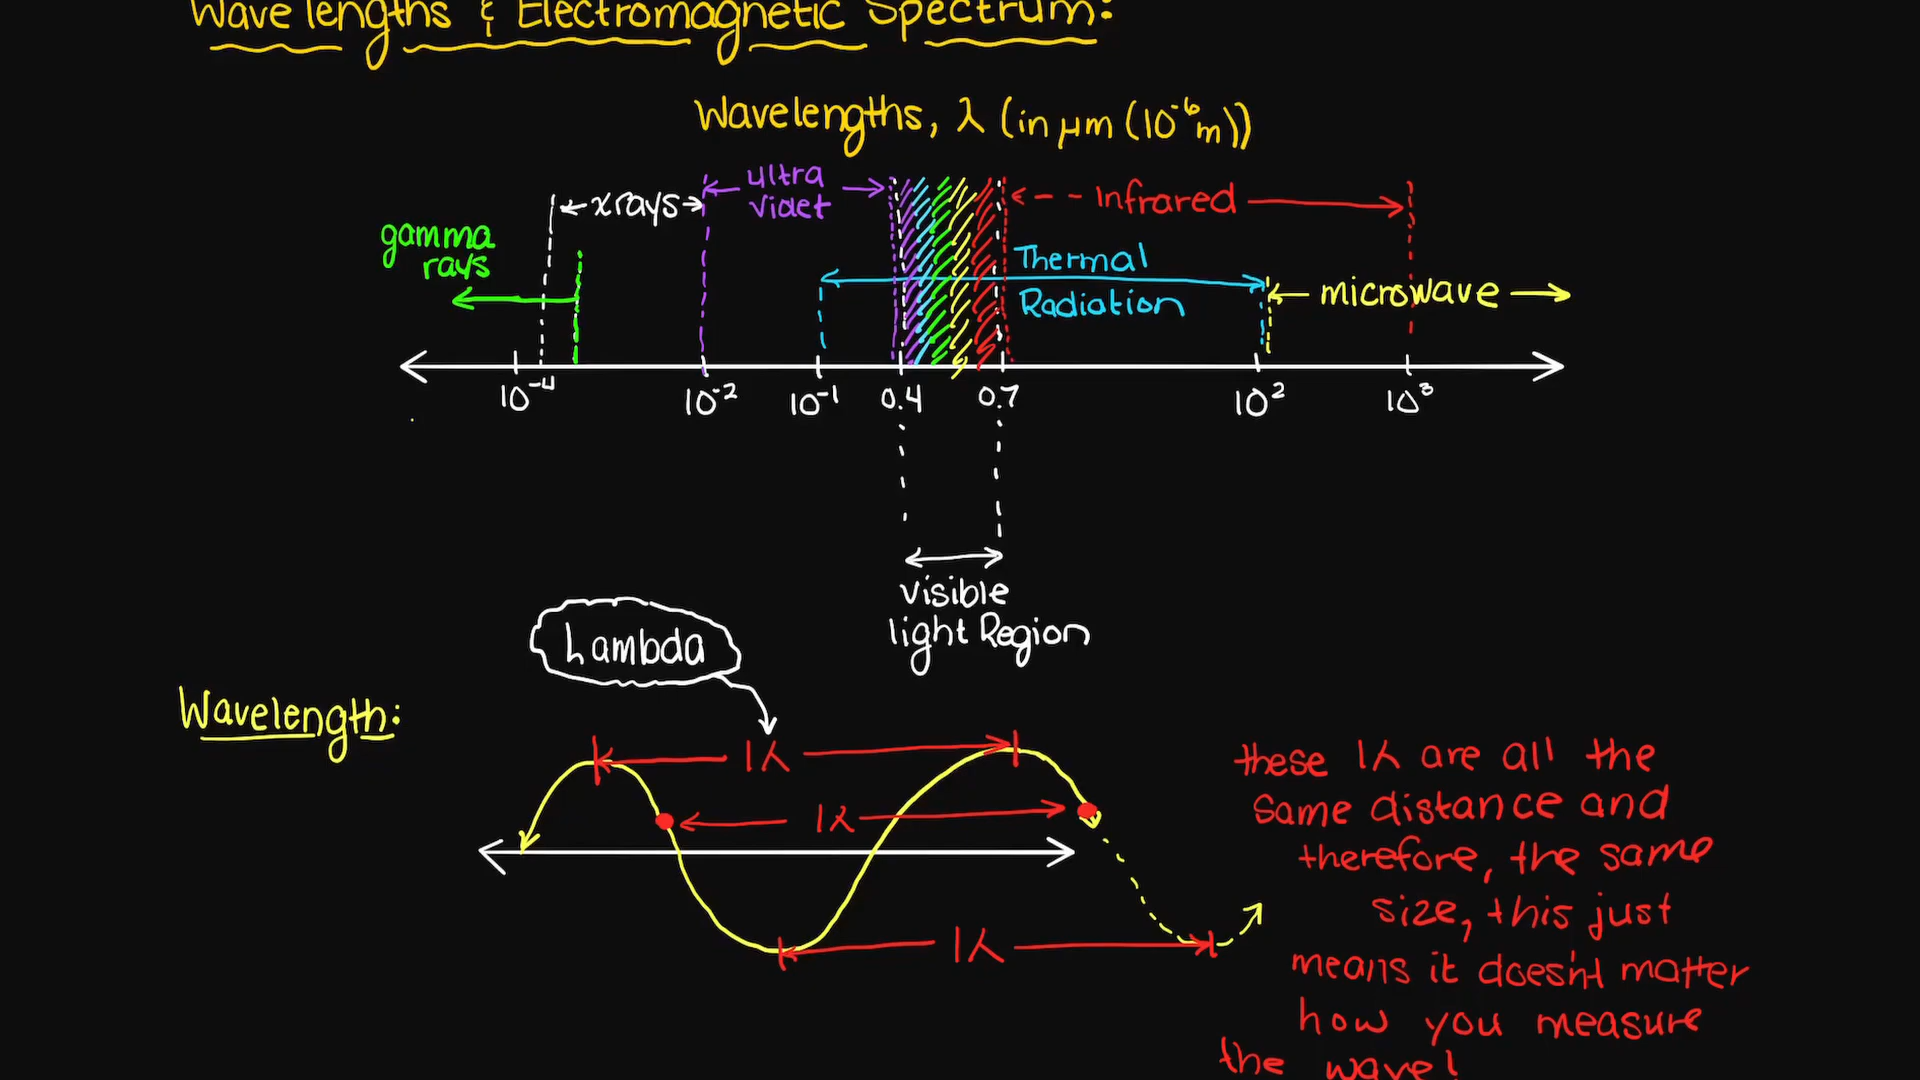 Wavelengths & Electromagnetic Spectrum:
Wavelengths, λ (in μm (10⁻⁶m))
gamma
rays
xrays
ultra
violet
Infrared
Thermal
Radiation
microwave
10⁻⁴ 10⁻² 10⁻¹ 0.4 0.7 10² 10³
visible
light Region
Lambda
Wavelength:
1λ
1λ
1λ
these 1λ are all the
same distance and
therefore, the same
size, this just
means it doesn't matter
how you measure
the wave!